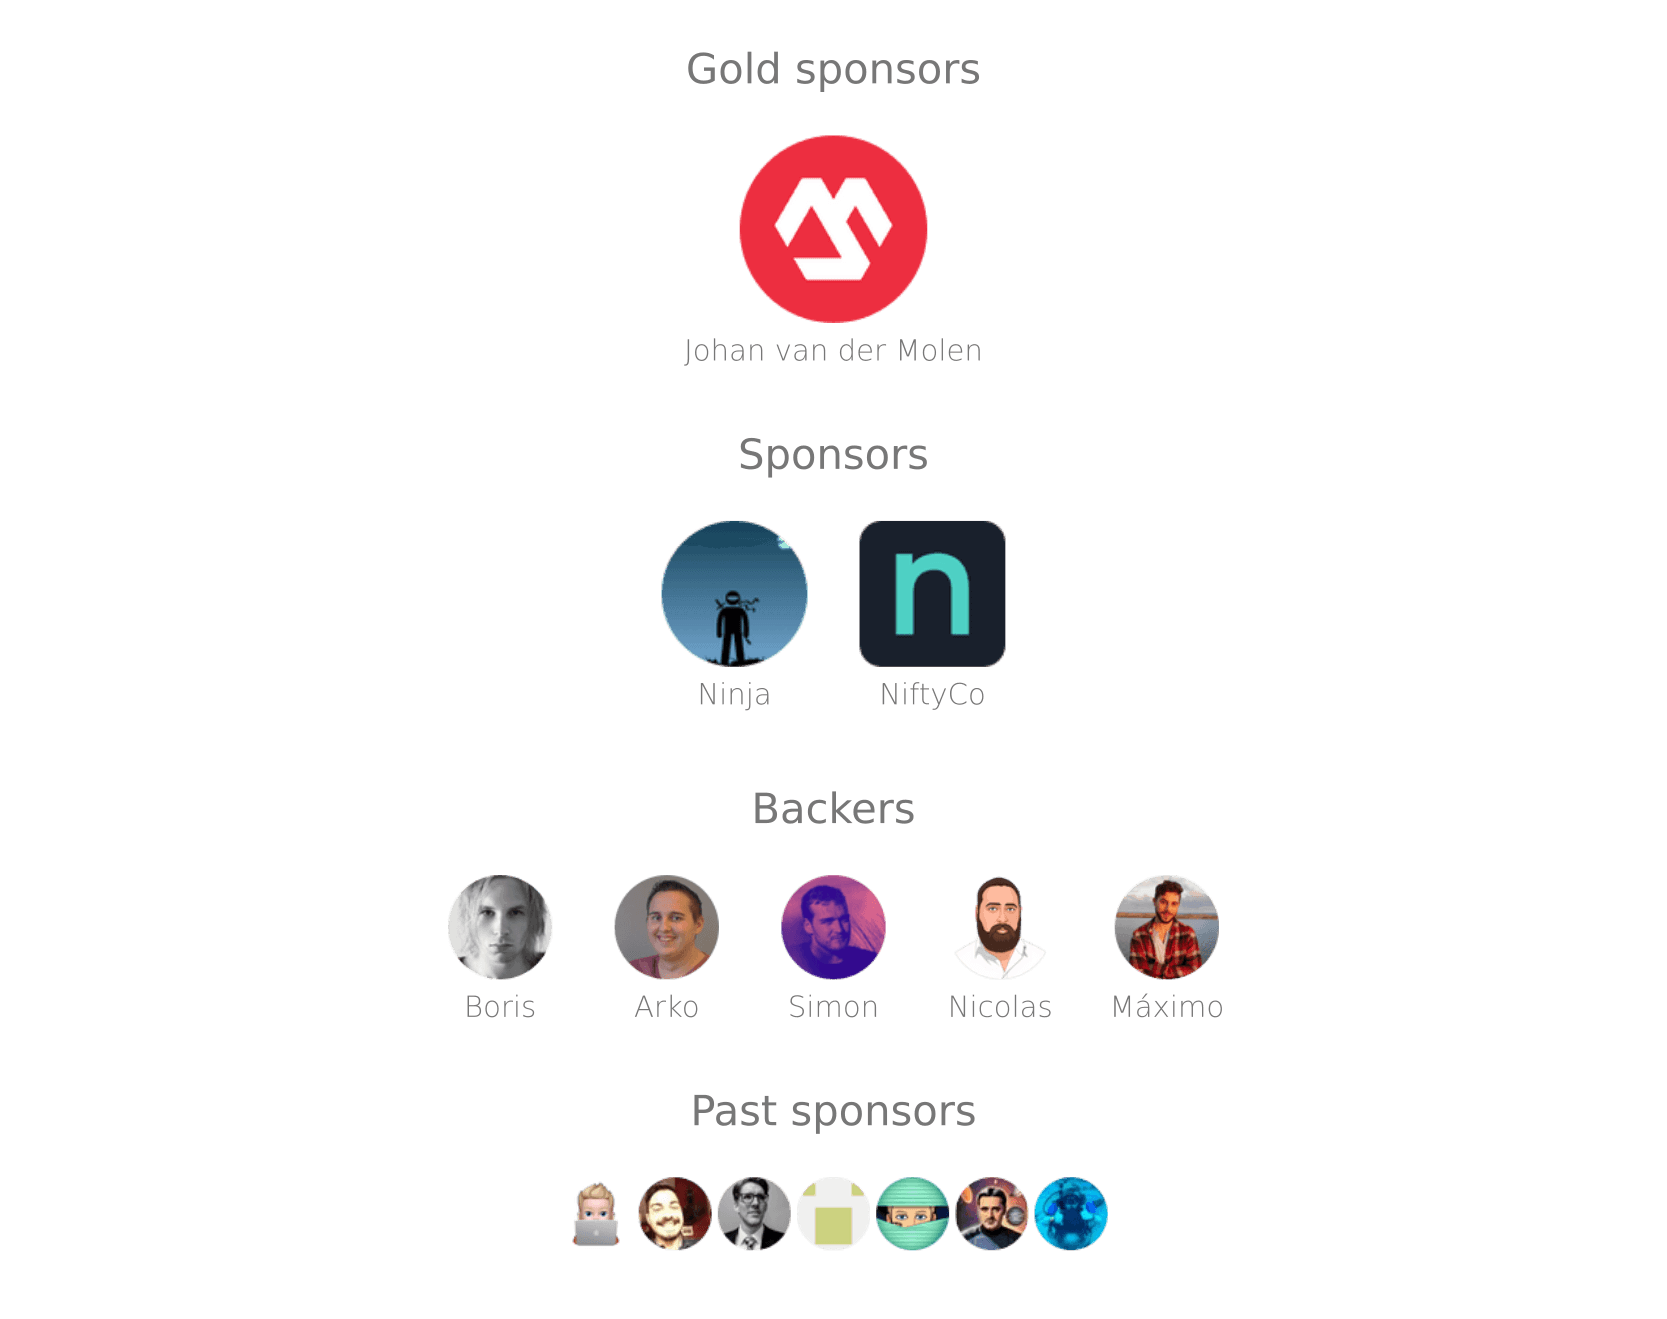 Gold sponsors
Johan van der Molen
Sponsors
n
Ninja NiftyCo
Backers
Boris Arko Simon Nicolas Máximo
Past sponsors